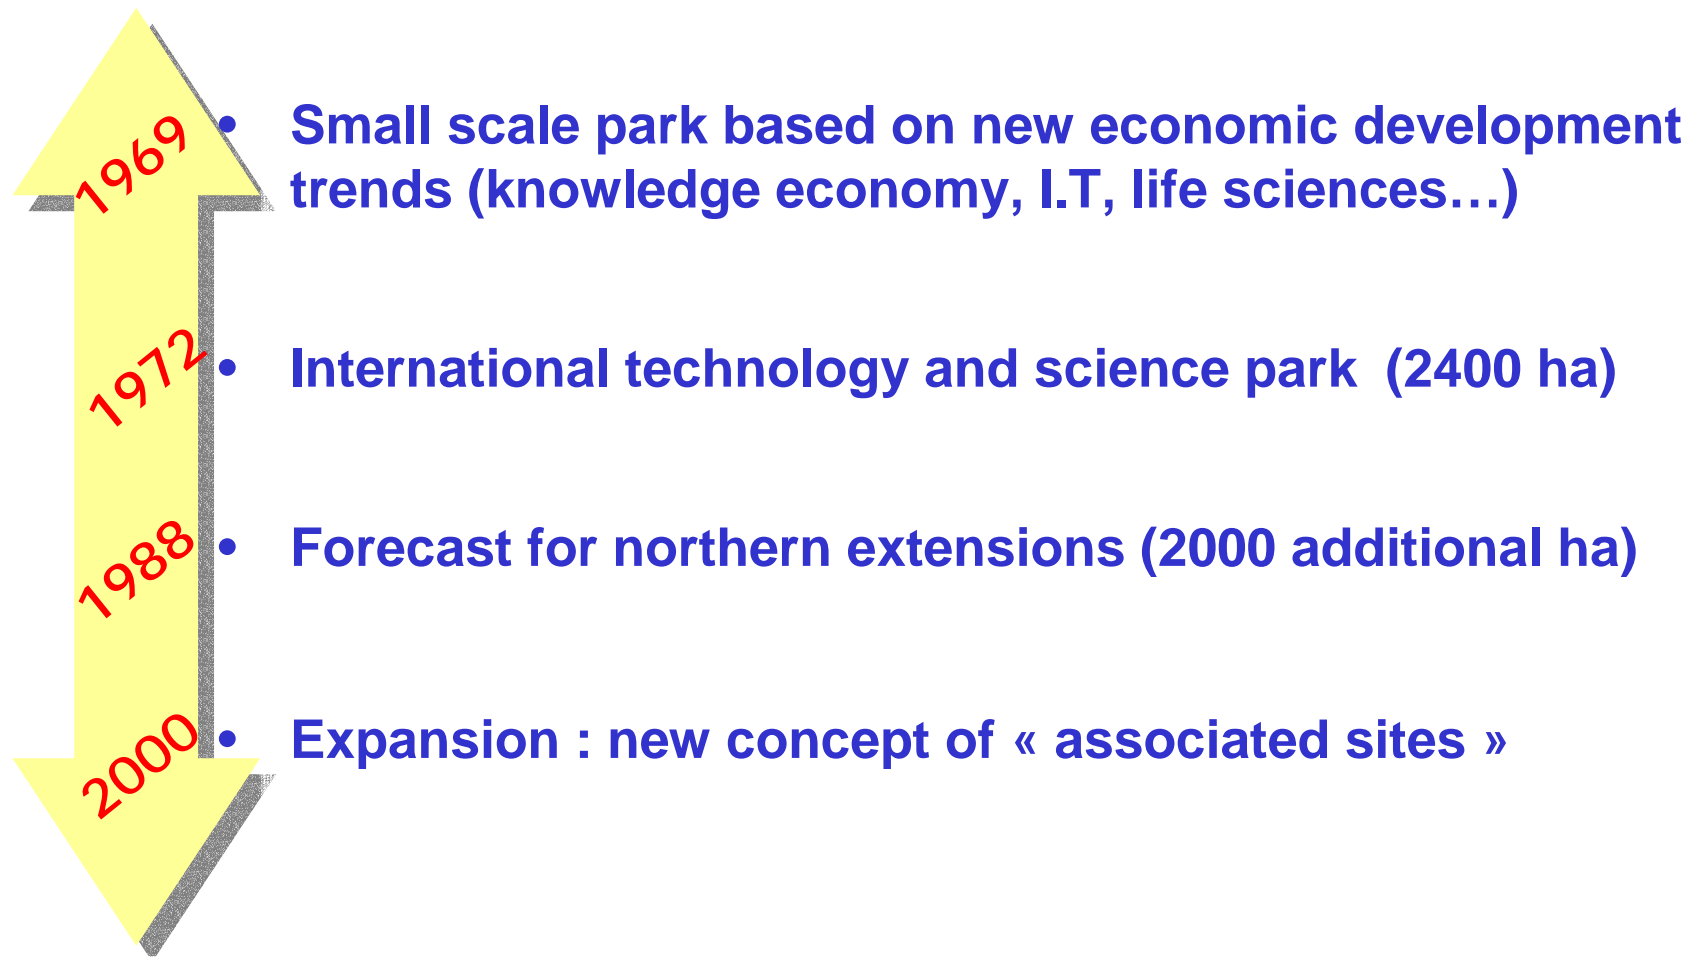 1969
• Small scale park based on new economic development
trends (knowledge economy, I.T, life sciences…)
1972
• International technology and science park (2400 ha)
1988
• Forecast for northern extensions (2000 additional ha)
2000
• Expansion : new concept of « associated sites »